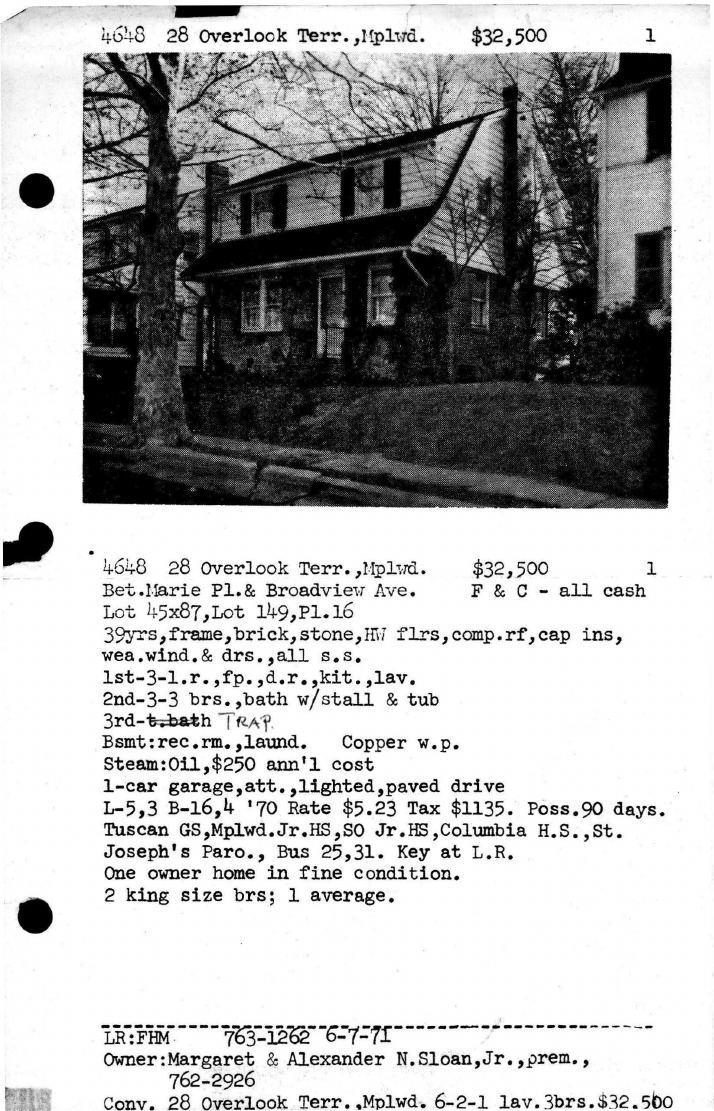 4648 28 Overlook Terr.,Mplwd. $32,500 1
4648 28 Overlook Terr.,Mplwd. $32,500 1
Bet.Marie Pl.& Broadview Ave. F & C - all cash
Lot 45x87,Lot 149,Pl.16
39yrs,frame,brick,stone,HW flrs,comp.rf,cap ins,
wea.wind.& drs.,all s.s.
1st-3-l.r.,fp.,d.r.,kit.,lav.
2nd-3-3 brs.,bath w/stall & tub
3rd-t.bath TRAP.
Bsmt:rec.rm.,laund. Copper w.p.
Steam:Oil,$250 ann'l cost
1-car garage,att.,lighted,paved drive
L-5,3 B-16,4 '70 Rate $5.23 Tax $1135. Poss.90 days.
Tuscan GS,Mplwd.Jr.HS,SO Jr.HS,Columbia H.S.,St.
Joseph's Paro., Bus 25,31. Key at L.R.
One owner home in fine condition.
2 king size brs; 1 average.
LR:FHM 763-1262 6-7-71
Owner:Margaret & Alexander N.Sloan,Jr.,prem.,
762-2926
Conv. 28 Overlook Terr.,Mplwd. 6-2-1 lav.3brs.$32,500